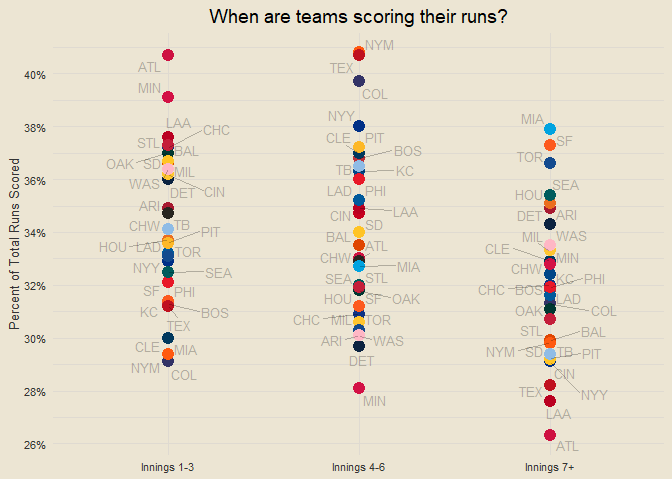 When are teams scoring their runs?
Percent of Total Runs Scored
40%
38%
36%
34%
32%
30%
28%
26%
ATL
MIN
LAA
CHC
STL
BAL
OAK SD
MIL
WAS
CIN
DET
ARI
CHW TB
PIT
HOU LAD
TOR
NYY
SEA
SF PHI
KC
BOS
TEX
CLE
MIA
NYM
COL
NYM
TEX
COL
NYY
CLE PIT
BOS
TB
KC
LAD PHI
CIN
LAA
SD
BAL
ATL
CHW
MIA
SEA STL
HOU SF OAK
CHC MIL TOR
ARI WAS
DET
MIN
MIA
SF
TOR
SEA
HOU
DET ARI
MIL WAS
CLE
MIN
CHW
KC PHI
CHC BOS
LAD
OAK
COL
STL
BAL
NYM SD TB PIT
CIN
TEX
NYY
LAA
ATL
Innings 1-3
Innings 4-6
Innings 7+